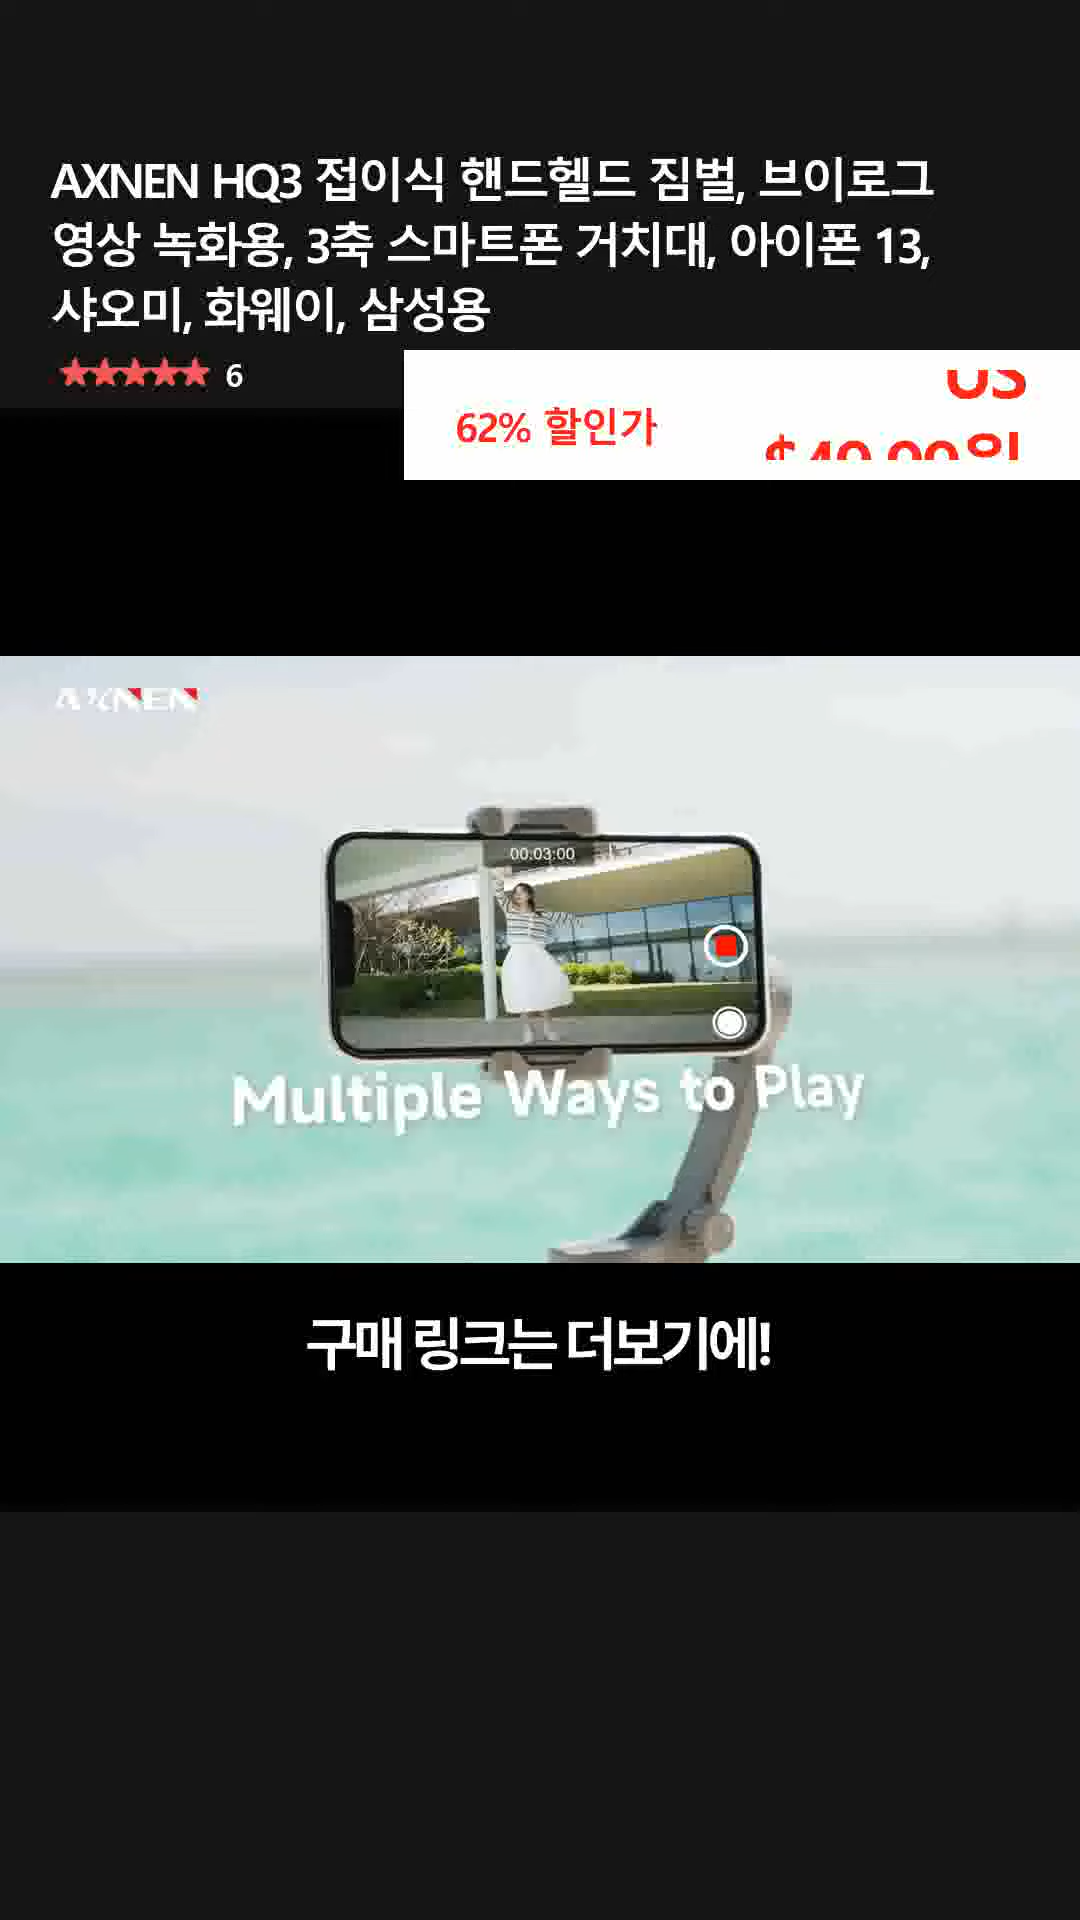 AXNEN HQ3 접이식 핸드헬드 짐벌, 브이로그
영상 녹화용, 3축 스마트폰 거치대, 아이폰 13,
샤오미, 화웨이, 삼성용
★★★★★ 6
62% 할인가
US
AXNEN
00:03:00
Multiple Ways to Play
구매 링크는 더보기에!